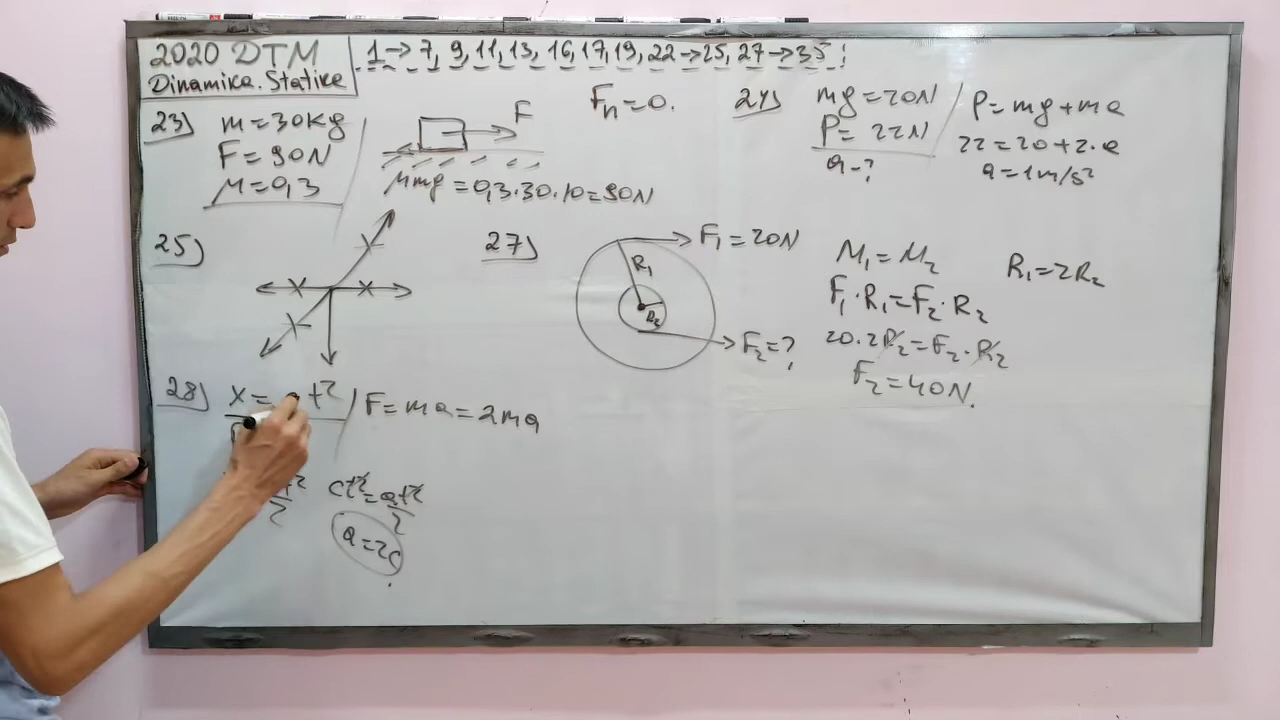 2020 DTM
Dinamika. Statika
1→7, 9, 11, 13, 16, 17, 19, 22→25, 27→35!
23) m=30kg
F=90N
μ=0,3
F
μmg=0,3·30·10=90N
Fn=0.
24) mg=20N
P=22N
a-?
P=mg+ma
22=20+2·a
a=1m/s²
25)
27)
R1
R2
F1=20N
F2=?
M1=M2
F1·R1=F2·R2
20·2R2=F2·R2
F2=40N.
R1=2R2
28) x= t²
F=ma=2ma
t²/2
ct²=at²/2
a=2c